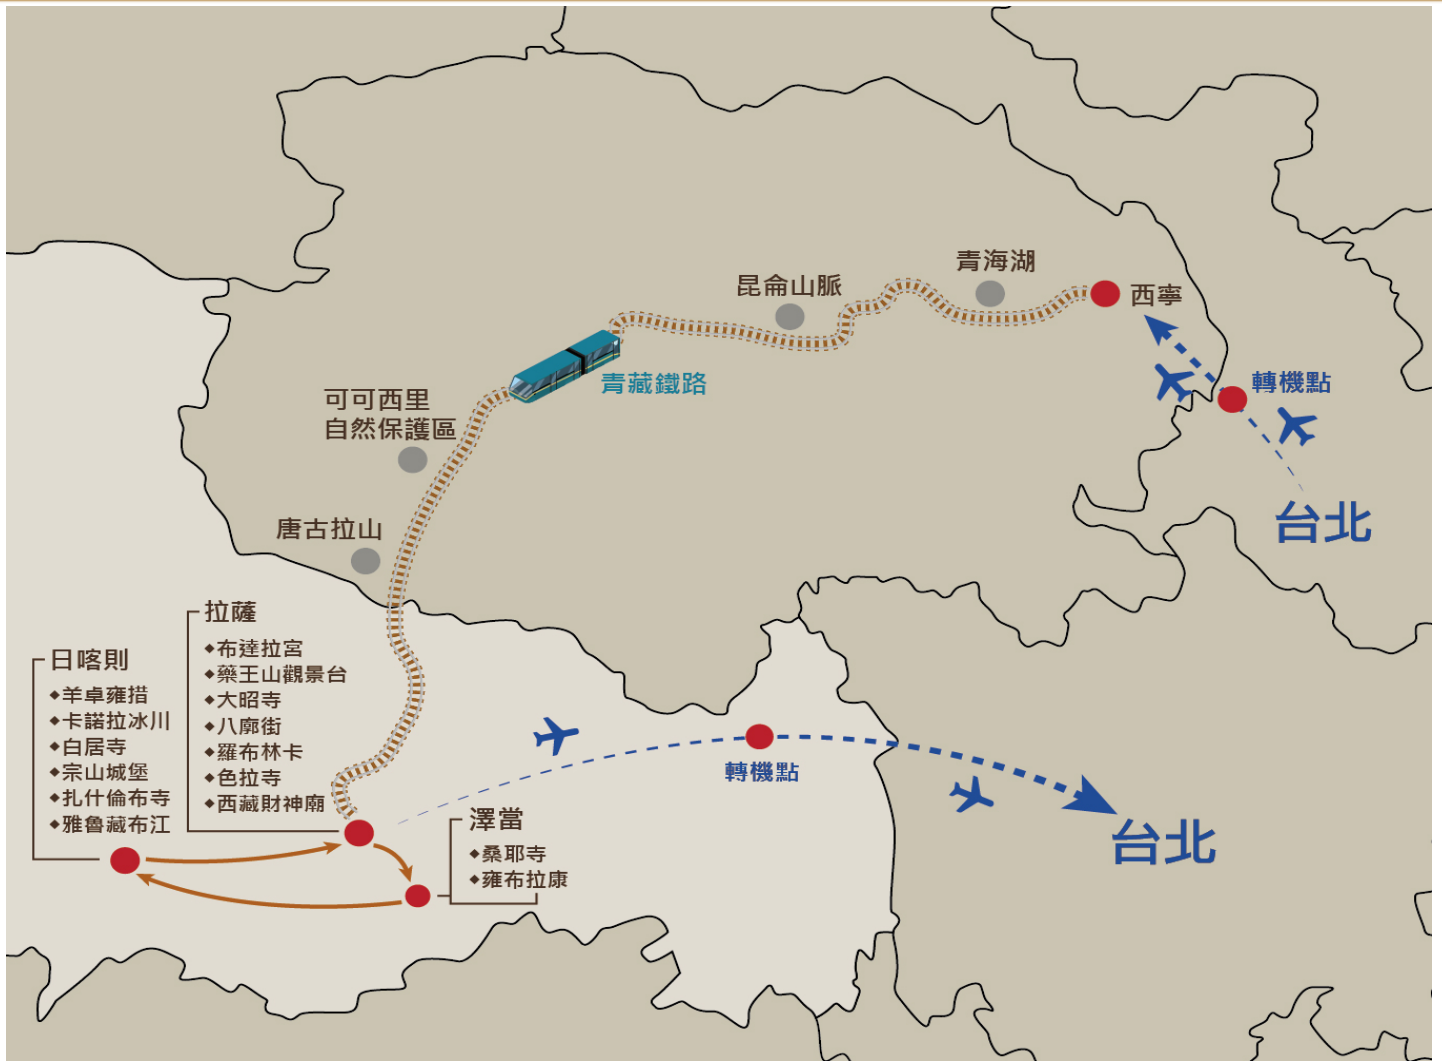 青海湖
昆侖山脈
西寧
青藏鐵路
轉機點
可可西里
自然保護區
台北
唐古拉山
拉薩
◆布達拉宮
◆藥王山觀景台
◆大昭寺
◆八廓街
◆羅布林卡
◆色拉寺
◆西藏財神廟
日喀則
◆羊卓雍措
◆卡諾拉冰川
◆白居寺
◆宗山城堡
◆扎什倫布寺
◆雅魯藏布江
轉機點
澤當
◆桑耶寺
◆雍布拉康
台北